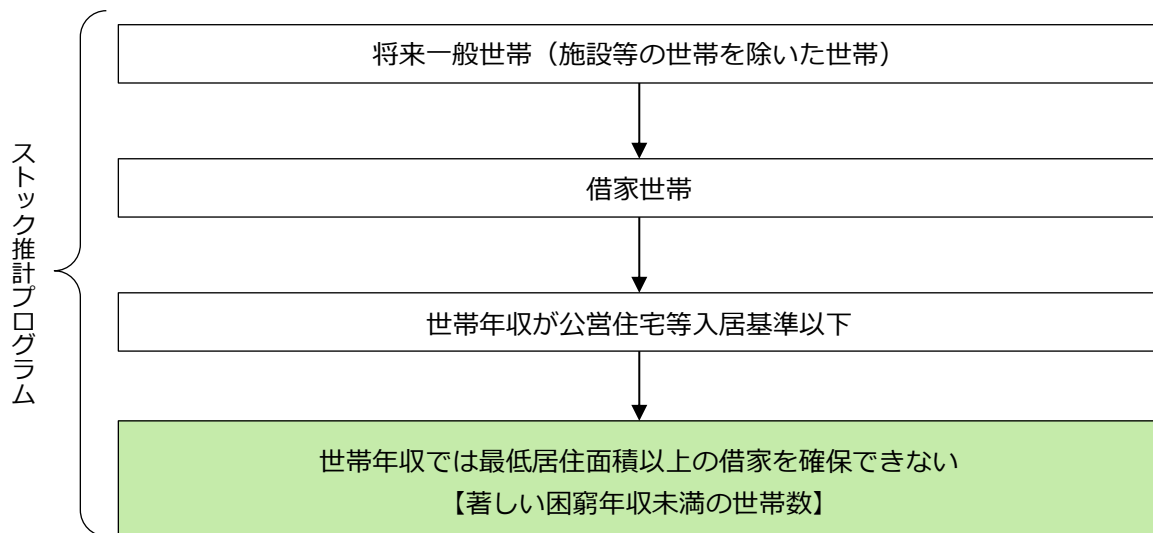 将来一般世帯（施設等の世帯を除いた世帯）
借家世帯
世帯年収が公営住宅等入居基準以下
世帯年収では最低居住面積以上の借家を確保できない
【著しい困窮年収未満の世帯数】
ストック推計プログラム